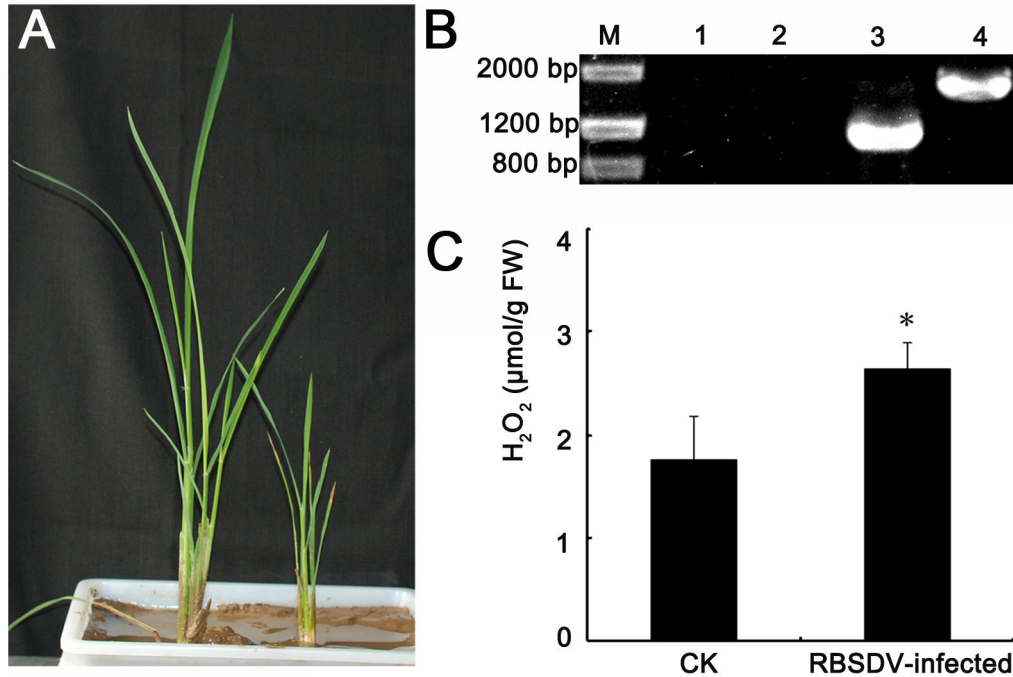 A
B
M 1 2 3 4
2000 bp
1200 bp
800 bp
C
H₂O₂ (µmol/g FW)
4
3
*
2
1
0
CK RBSDV-infected